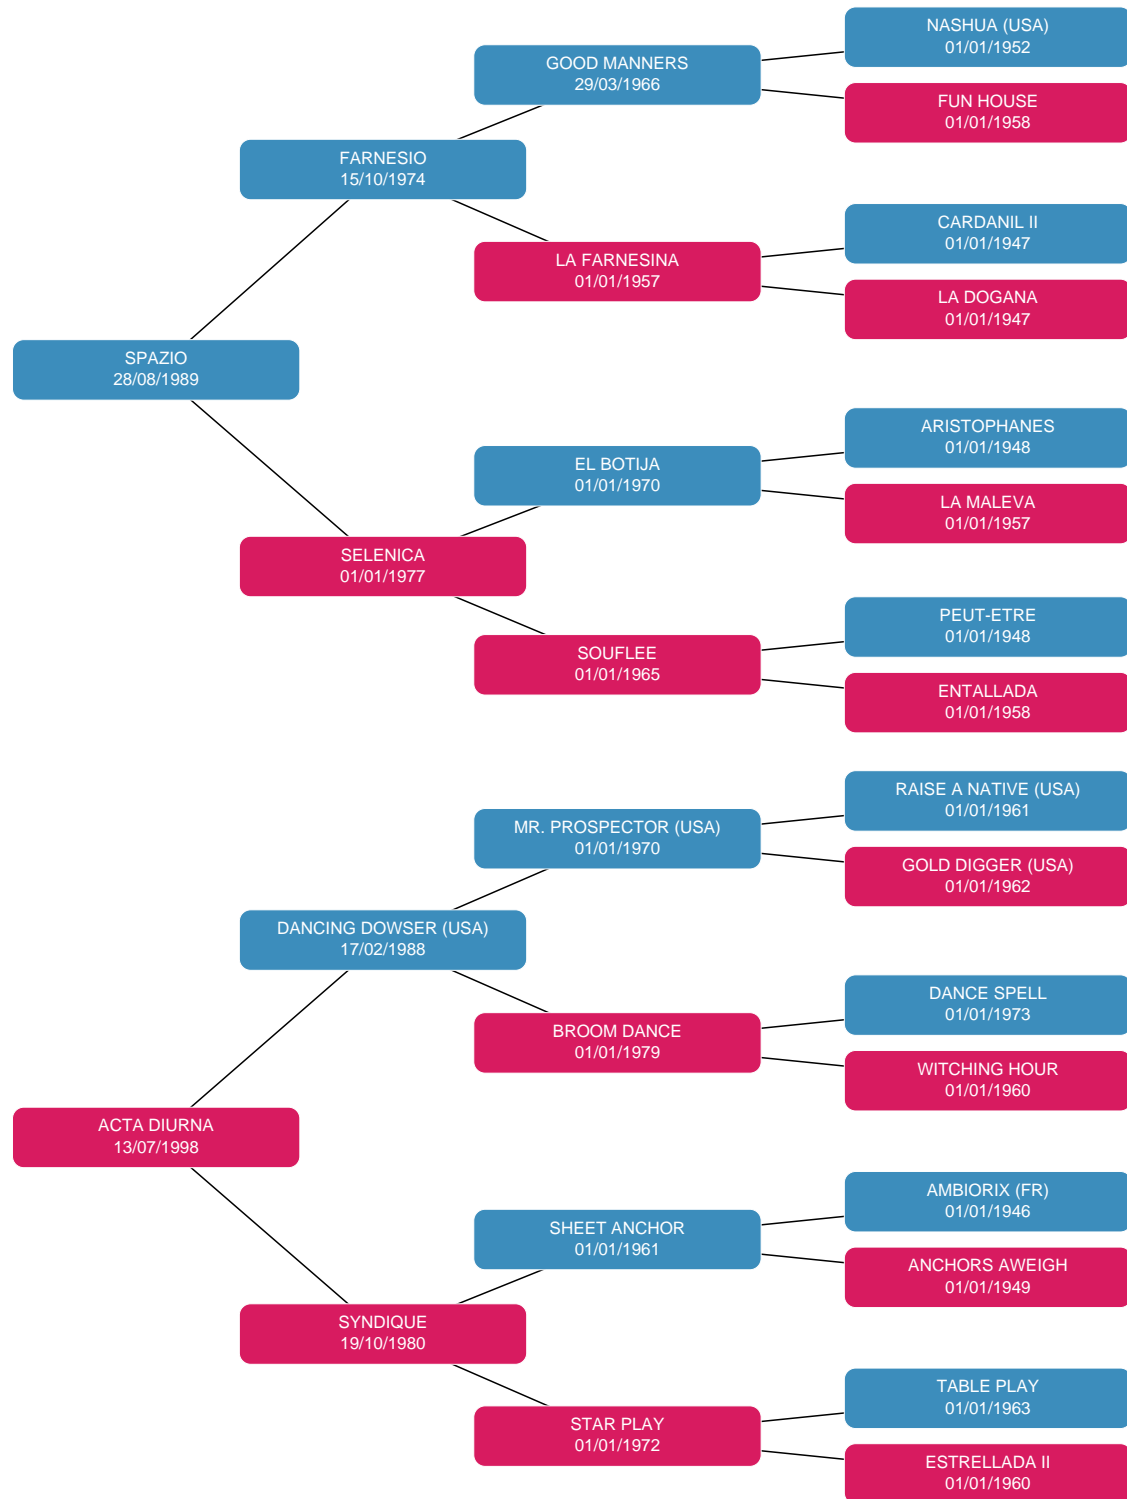 NASHUA (USA)
01/01/1952
GOOD MANNERS
29/03/1966
FUN HOUSE
01/01/1958
FARNESIO
15/10/1974
CARDANIL II
01/01/1947
LA FARNESINA
01/01/1957
LA DOGANA
01/01/1947
SPAZIO
28/08/1989
ARISTOPHANES
01/01/1948
EL BOTIJA
01/01/1970
LA MALEVA
01/01/1957
SELENICA
01/01/1977
PEUT-ETRE
01/01/1948
SOUFLEE
01/01/1965
ENTALLADA
01/01/1958
RAISE A NATIVE (USA)
01/01/1961
MR. PROSPECTOR (USA)
01/01/1970
GOLD DIGGER (USA)
01/01/1962
DANCING DOWSER (USA)
17/02/1988
DANCE SPELL
01/01/1973
BROOM DANCE
01/01/1979
WITCHING HOUR
01/01/1960
ACTA DIURNA
13/07/1998
AMBIORIX (FR)
01/01/1946
SHEET ANCHOR
01/01/1961
ANCHORS AWEIGH
01/01/1949
SYNDIQUE
19/10/1980
TABLE PLAY
01/01/1963
STAR PLAY
01/01/1972
ESTRELLADA II
01/01/1960